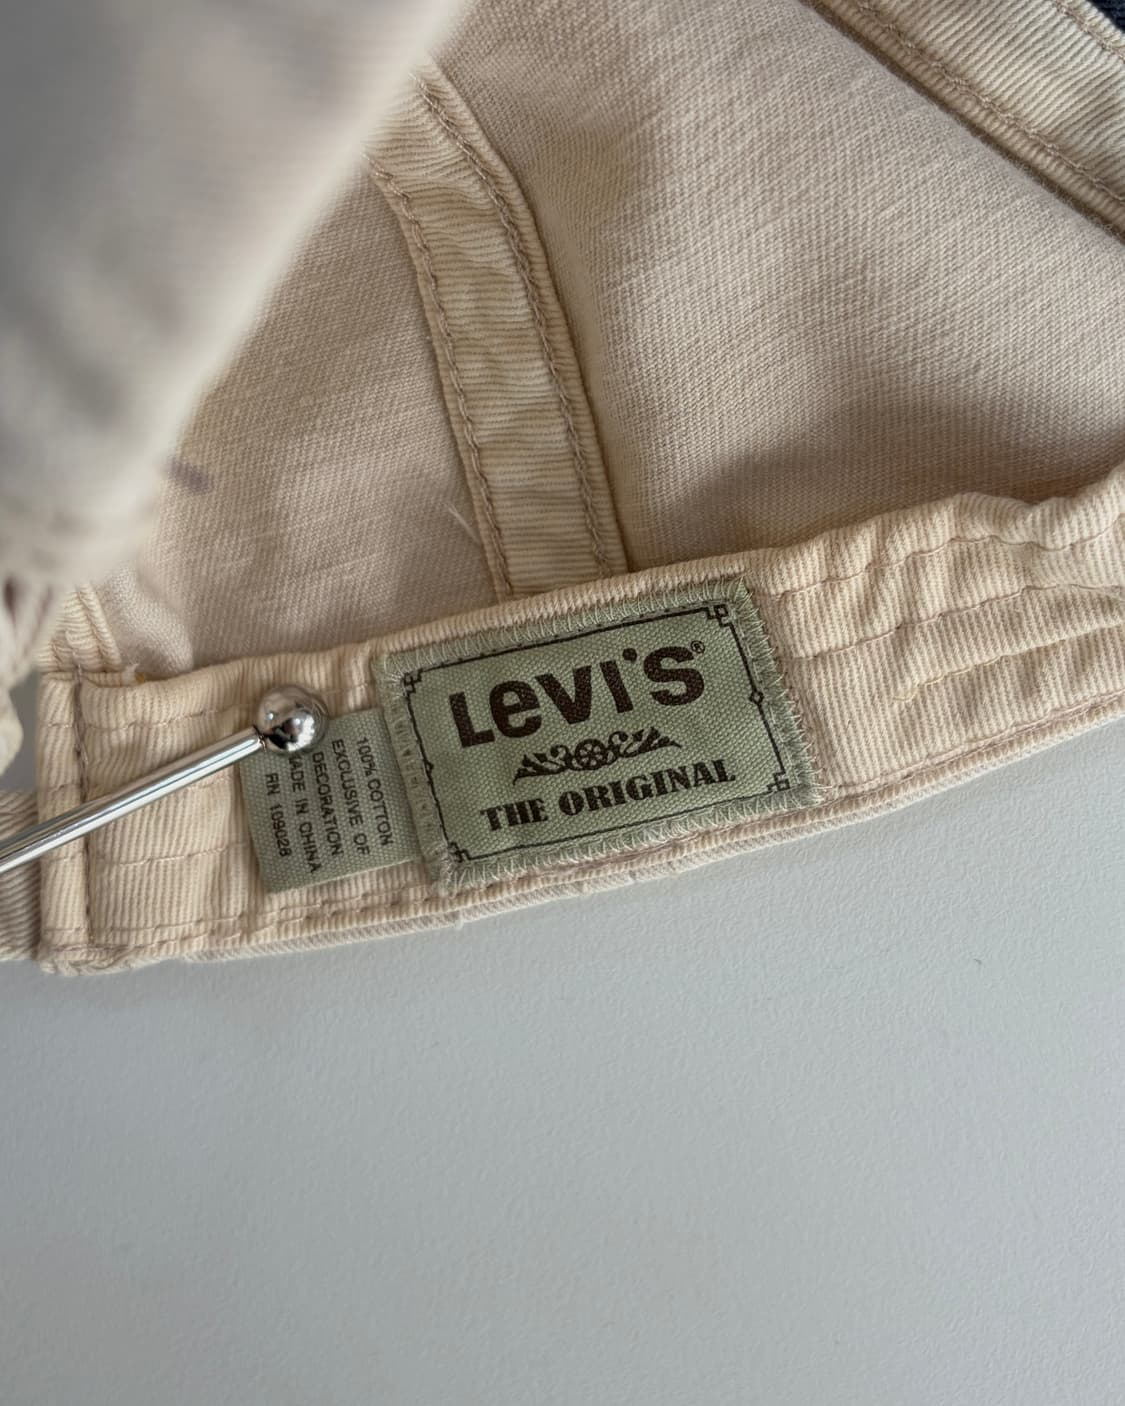 LEVI'S®
THE ORIGINAL
100% COTTON
EXCLUSIVE OF
DECORATION
MADE IN CHINA
RN 109028